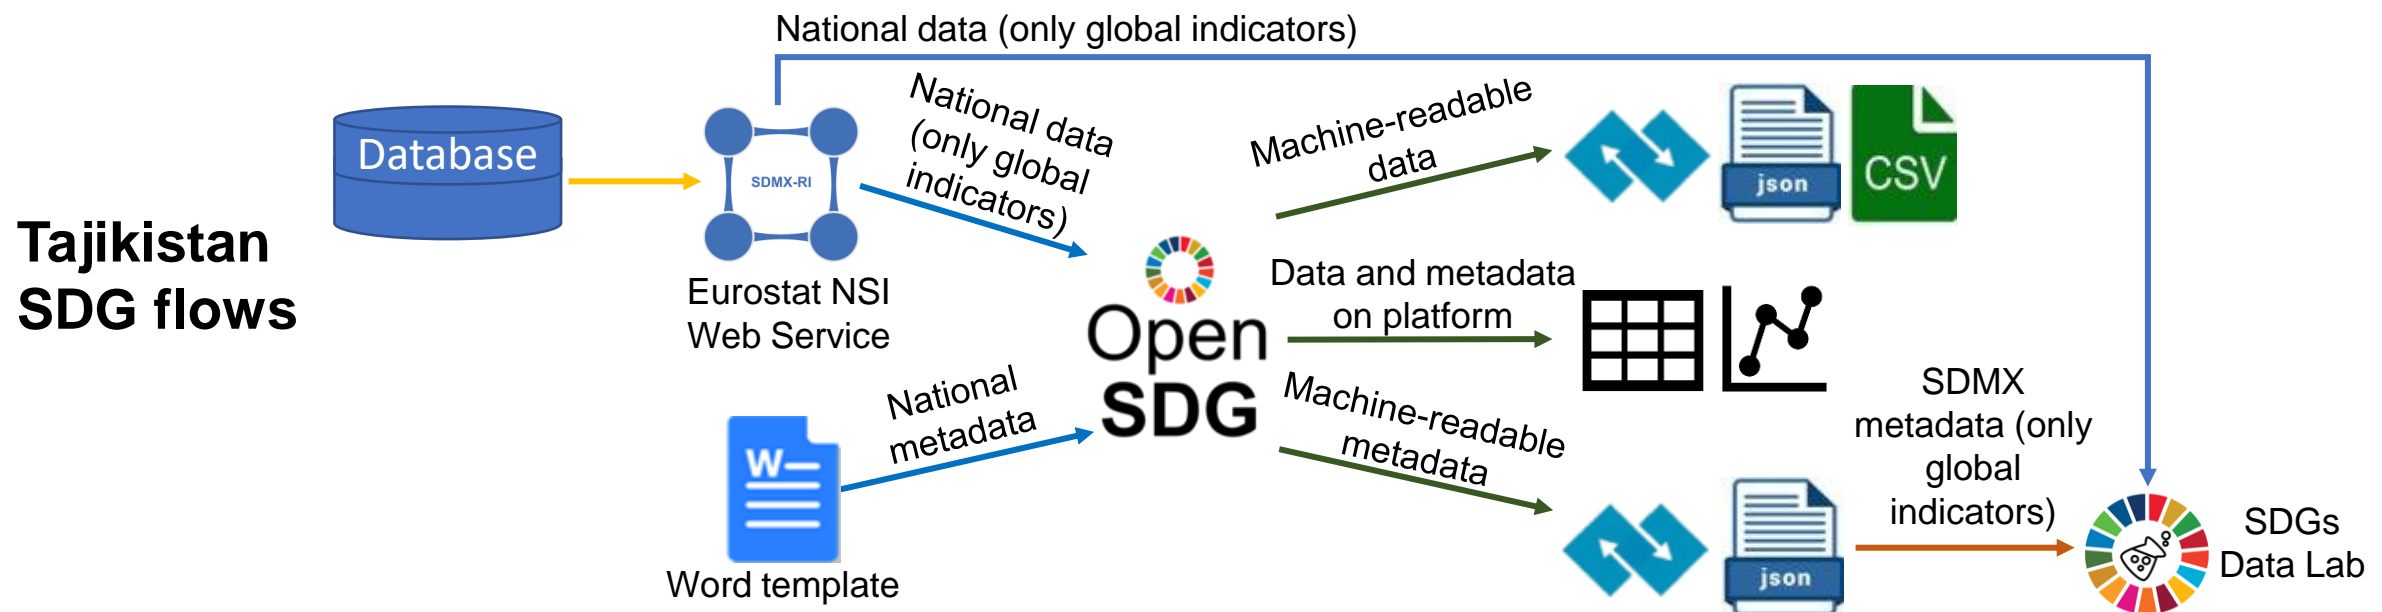 National data (only global indicators)
Tajikistan
SDG flows
Database
SDMX-RI
Eurostat NSI
Web Service
National data
(only global
indicators)
W
Word template
National
metadata
Open
SDG
Machine-readable
data
json
CSV
Data and metadata
on platform
Machine-readable
metadata
json
SDMX
metadata (only
global
indicators)
SDGs
Data Lab